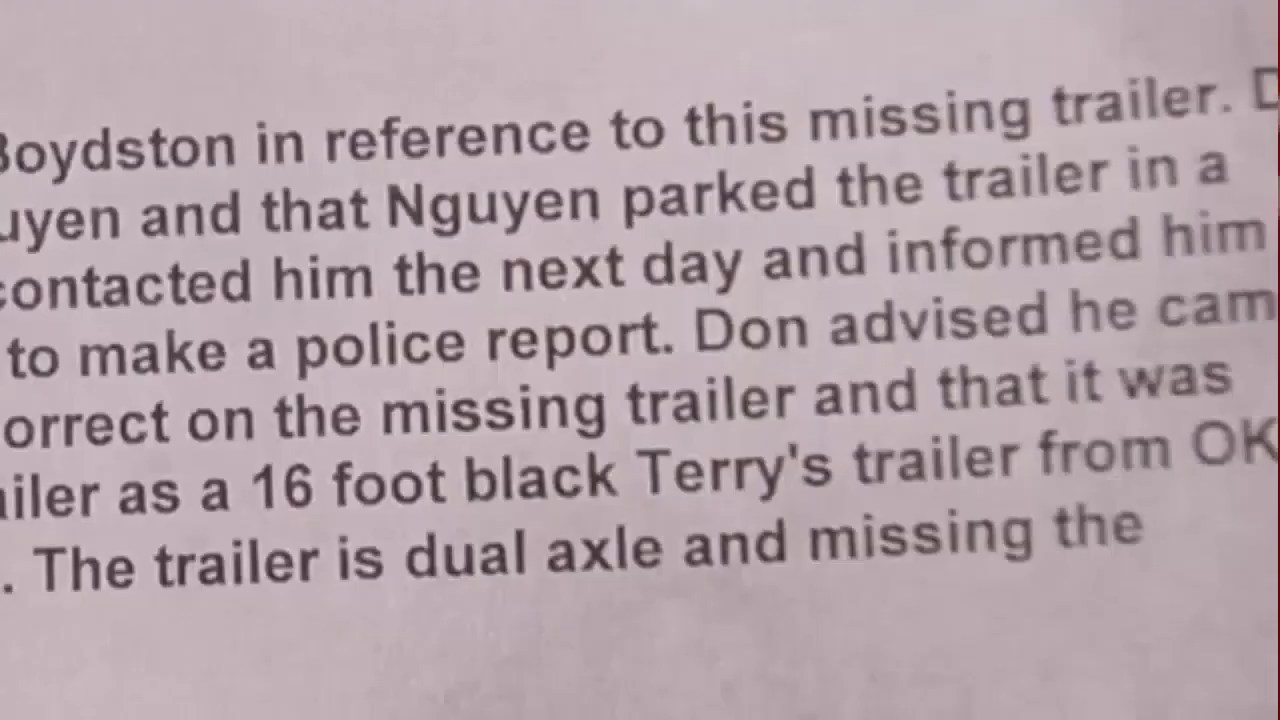 Boydston in reference to this missing trailer. D
uyen and that Nguyen parked the trailer in a
contacted him the next day and informed him
to make a police report. Don advised he cam
orrect on the missing trailer and that it was
ailer as a 16 foot black Terry's trailer from OK
. The trailer is dual axle and missing the